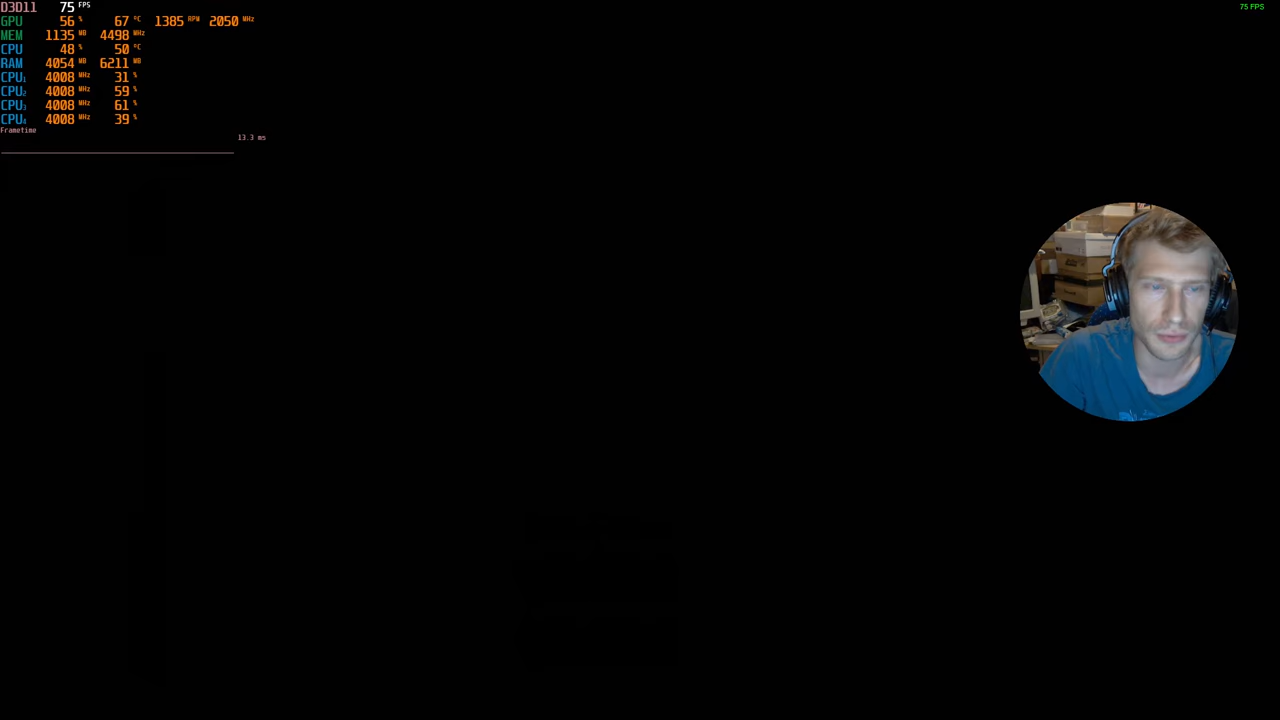 D3D11 75 FPS 75 FPS
GPU 56 % 67 °C 1385 RPM 2050 MHz
MEM 1135 MB 4498 MHz
CPU 48 % 50 °C
RAM 4054 MB 6211 MB
CPU1 4008 MHz 31 %
CPU2 4008 MHz 59 %
CPU3 4008 MHz 61 %
CPU4 4008 MHz 39 %
Frametime
13.3 ms